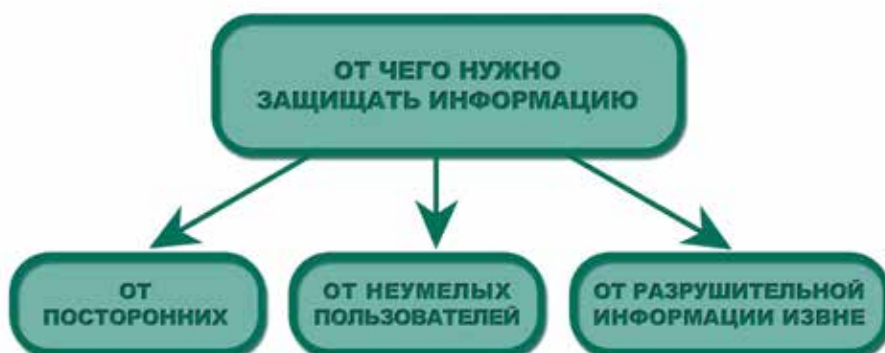 ОТ ЧЕГО НУЖНО
ЗАЩИЩАТЬ ИНФОРМАЦИЮ
ОТ
ПОСТОРОННИХ
ОТ НЕУМЕЛЫХ
ПОЛЬЗОВАТЕЛЕЙ
ОТ РАЗРУШИТЕЛЬНОЙ
ИНФОРМАЦИИ ИЗВНЕ